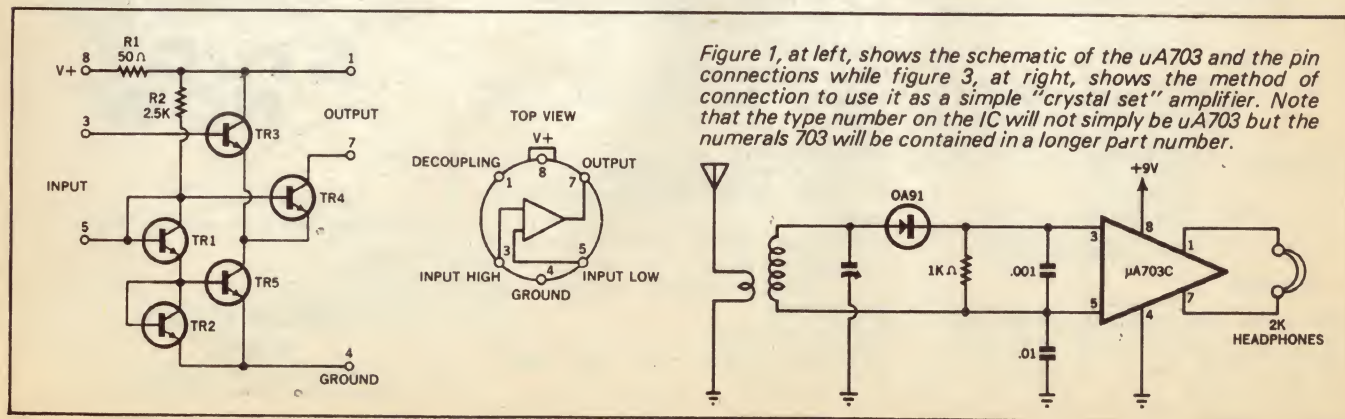 R1
50Ω
8
V+
1
R2
2.5K
OUTPUT
3
TR3
7
TR4
INPUT
5
TR1
TR5
TR2
4
GROUND
TOP VIEW
V+
DECOUPLING
OUTPUT
1
8
7
3
5
INPUT HIGH
4
INPUT LOW
GROUND
Figure 1, at left, shows the schematic of the uA703 and the pin
connections while figure 3, at right, shows the method of
connection to use it as a simple "crystal set" amplifier. Note
that the type number on the IC will not simply be uA703 but the
numerals 703 will be contained in a longer part number.
+9V
OA91
8
3
1
1KΩ
.001
µA703C
5
7
4
.01
2K
HEADPHONES